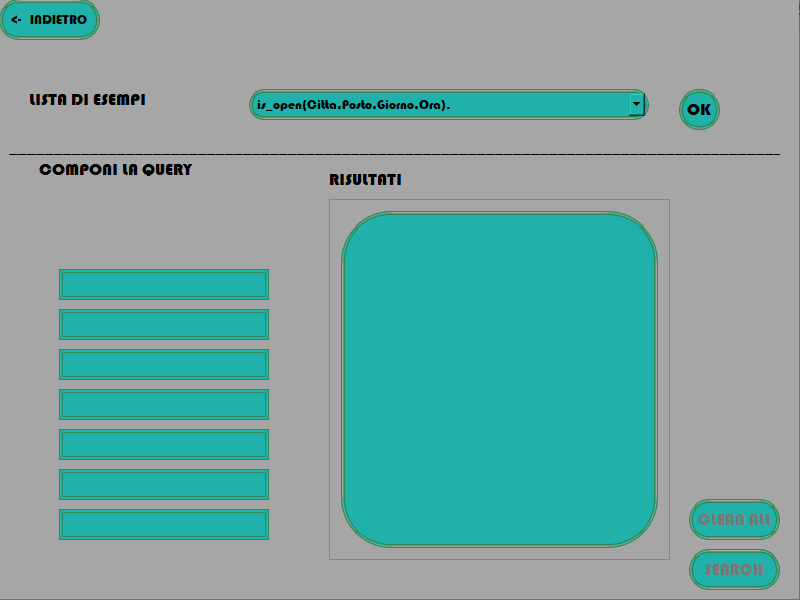 <- INDIETRO
LISTA DI ESEMPI
is_open(Citta,Posto,Giorno,Ora).
OK
COMPONI LA QUERY
RISULTATI
CLEAN ALL
SEARCH